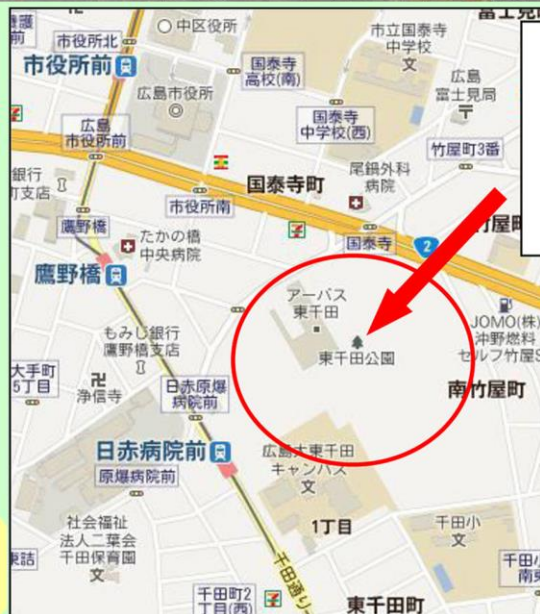 中区役所
市役所北
市役所前
市立国泰寺
中学校
文
国泰寺
高校(南)
広島市役所
広島
富士見局
国泰寺
中学校(西)
広島
市役所前
竹屋町3番
尾鍋外科
病院
国泰寺町
市役所南
鷹野橋
たかの橋
中央病院
国泰寺
2
鷹野橋
アーバス
東千田
東千田公園
JOMO(株)
沖野燃料
セルフ竹屋S
もみじ銀行
鷹野橋支店
大手町
5丁目
浄信寺
日赤原爆
病院前
南竹屋町
日赤病院前
原爆病院前
広島大東千田
キャンパス
文
1丁目
社会福祉
法人二葉会
千田保育園
文
千田小
文
千田通り
千田町2
丁目(西)
東千田町